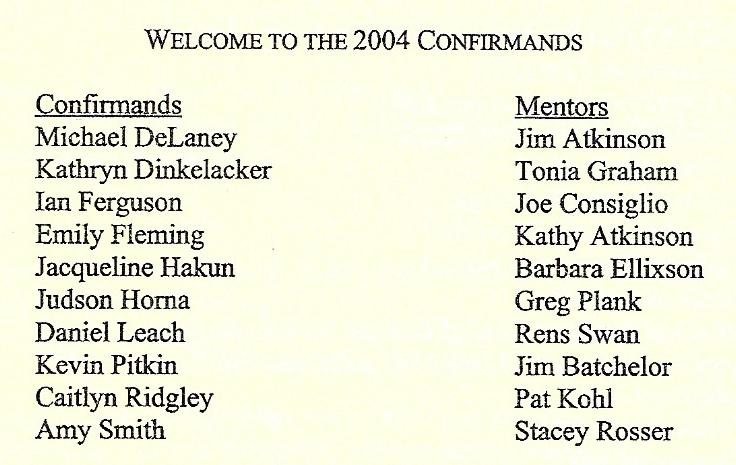 WELCOME TO THE 2004 CONFIRMANDS
Confirmands Mentors
Michael DeLaney Jim Atkinson
Kathryn Dinkelacker Tonia Graham
Ian Ferguson Joe Consiglio
Emily Fleming Kathy Atkinson
Jacqueline Hakun Barbara Ellixson
Judson Horna Greg Plank
Daniel Leach Rens Swan
Kevin Pitkin Jim Batchelor
Caitlyn Ridgley Pat Kohl
Amy Smith Stacey Rosser